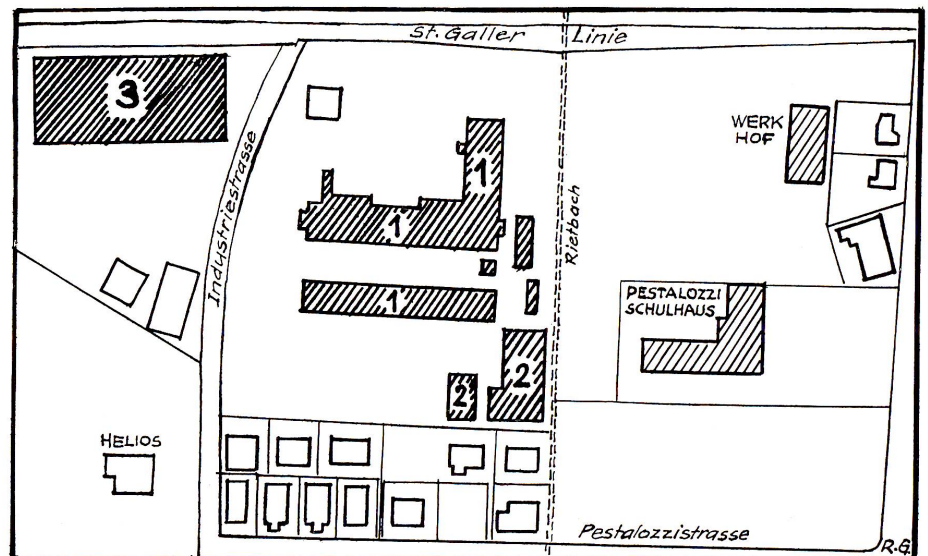 St. Galler Linie
3
WERK
HOF
1
Industriestrasse
1
Rietbach
1
PESTALOZZI
SCHULHAUS
2
2
HELIOS
Pestalozzistrasse
R.G.